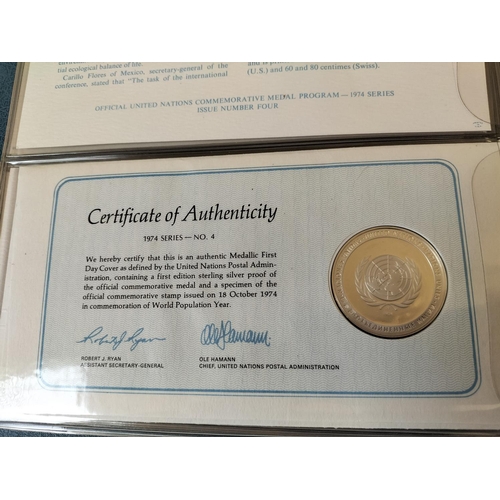 tial ecological balance of life.
Carillo Flores of Mexico, secretary-general of the
conference, stated that "The task of the international
(U.S.) and 60 and 80 centimes (Swiss).
OFFICIAL UNITED NATIONS COMMEMORATIVE MEDAL PROGRAM — 1974 SERIES
ISSUE NUMBER FOUR
Certificate of Authenticity
1974 SERIES — NO. 4
We hereby certify that this is an authentic Medallic First
Day Cover as defined by the United Nations Postal Admin-
istration, containing a first edition sterling silver proof of
the official commemorative medal and a specimen of the
official commemorative stamp issued on 18 October 1974
in commemoration of World Population Year.
Robert J. Ryan
Ole Hamann
ROBERT J. RYAN
ASSISTANT SECRETARY-GENERAL
OLE HAMANN
CHIEF, UNITED NATIONS POSTAL ADMINISTRATION